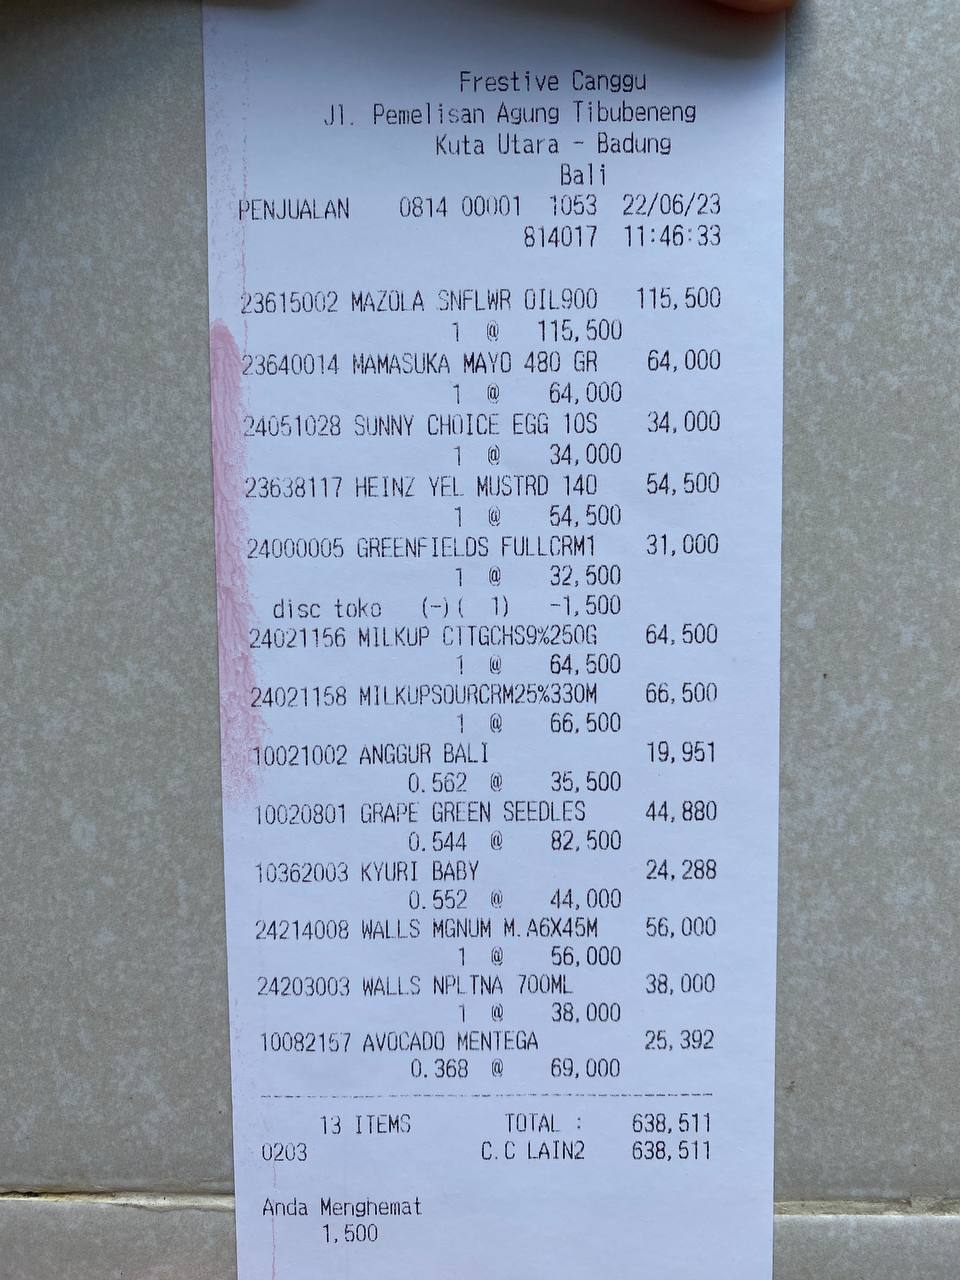 Frestive Canggu
Jl. Pemelisan Agung Tibubeneng
Kuta Utara - Badung
Bali
PENJUALAN 0814 00001 1053 22/06/23
814017 11:46:33
23615002 MAZOLA SNFLWR OIL900 115,500
1 @ 115,500
23640014 MAMASUKA MAYO 480 GR 64,000
1 @ 64,000
24051028 SUNNY CHOICE EGG 10S 34,000
1 @ 34,000
23638117 HEINZ YEL MUSTRD 140 54,500
1 @ 54,500
24000005 GREENFIELDS FULLCRM1 31,000
1 @ 32,500
disc toko (-)( 1) -1,500
24021156 MILKUP CTTGCHS9%250G 64,500
1 @ 64,500
24021158 MILKUPSOURCRM25%330M 66,500
1 @ 66,500
10021002 ANGGUR BALI 19,951
0.562 @ 35,500
10020801 GRAPE GREEN SEEDLES 44,880
0.544 @ 82,500
10362003 KYURI BABY 24,288
0.552 @ 44,000
24214008 WALLS MGNUM M.A6X45M 56,000
1 @ 56,000
24203003 WALLS NPLTNA 700ML 38,000
1 @ 38,000
10082157 AVOCADO MENTEGA 25,392
0.368 @ 69,000
13 ITEMS TOTAL : 638,511
0203 C.C LAIN2 638,511
Anda Menghemat
1,500